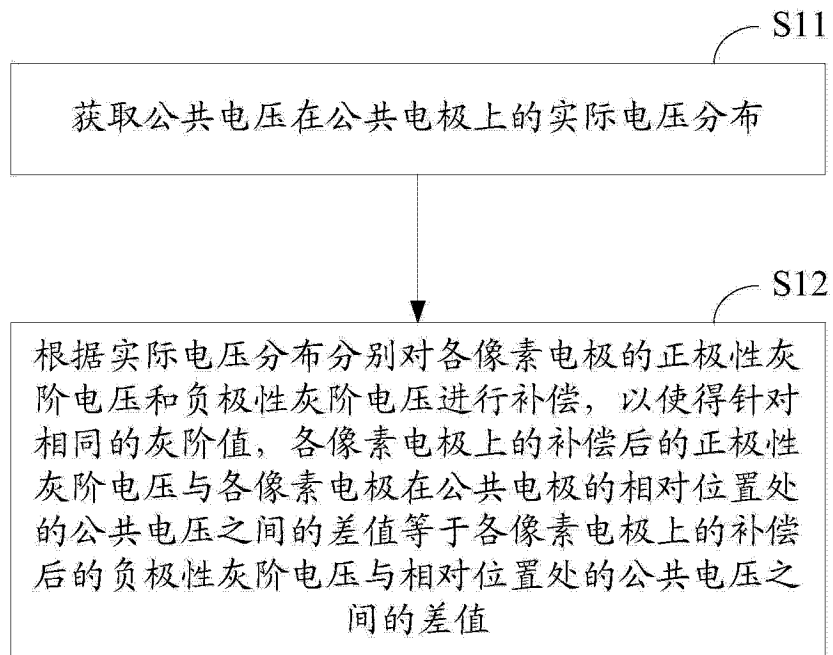 S11
获取公共电压在公共电极上的实际电压分布
S12
根据实际电压分布分别对各像素电极的正极性灰
阶电压和负极性灰阶电压进行补偿，以使得针对
相同的灰阶值，各像素电极上的补偿后的正极性
灰阶电压与各像素电极在公共电极的相对位置处
的公共电压之间的差值等于各像素电极上的补偿
后的负极性灰阶电压与相对位置处的公共电压之
间的差值